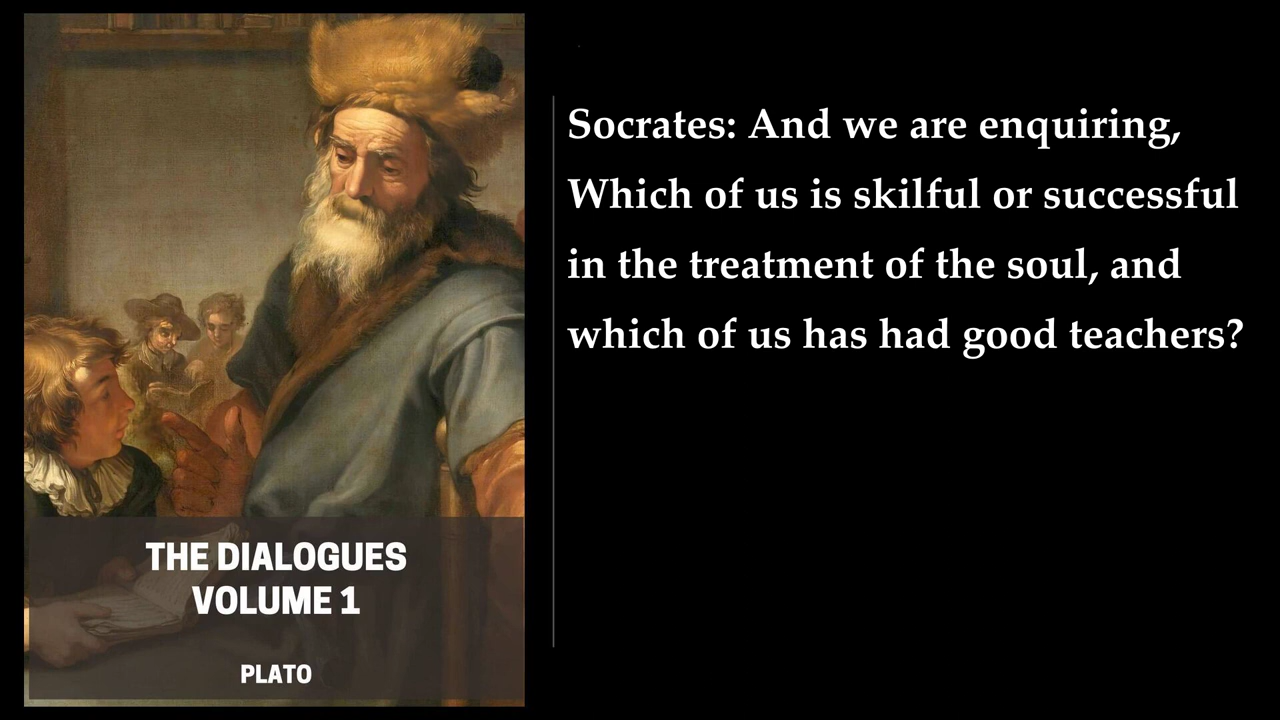 Socrates: And we are enquiring,
Which of us is skilful or successful
in the treatment of the soul, and
which of us has had good teachers?
THE DIALOGUES
VOLUME 1
PLATO